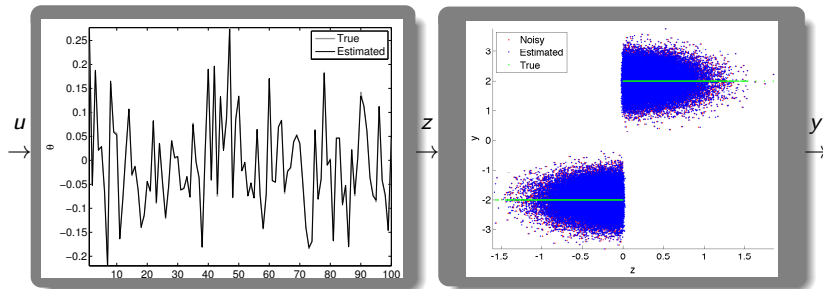 u
0.25
0.2
0.15
0.1
0.05
0
-0.05
-0.1
-0.15
-0.2
θ
True
Estimated
10 20 30 40 50 60 70 80 90 100
z
Noisy
Estimated
True
3
2
1
0
-1
-2
-3
y
-1.5 -1 -0.5 0 0.5 1 1.5
z
y